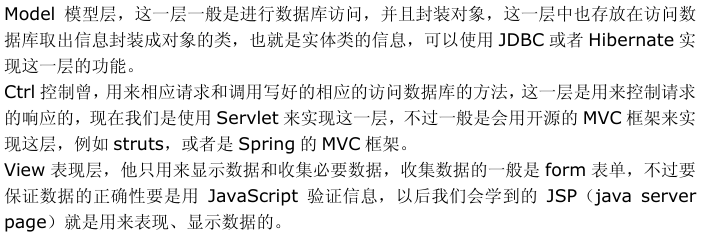 Model 模型层，这一层一般是进行数据库访问，并且封装对象，这一层中也存放在访问数
据库取出信息封装成对象的类，也就是实体类的信息，可以使用 JDBC 或者 Hibernate 实
现这一层的功能。
Ctrl 控制曾，用来相应请求和调用写好的相应的访问数据库的方法，这一层是用来控制请求
的响应的，现在我们是使用 Servlet 来实现这一层，不过一般是会用开源的 MVC 框架来实
现这层，例如 struts，或者是 Spring 的 MVC 框架。
View 表现层，他只用来显示数据和收集必要数据，收集数据的一般是 form 表单，不过要
保证数据的正确性要是用 JavaScript 验证信息，以后我们会学到的 JSP（java server
page）就是用来表现、显示数据的。